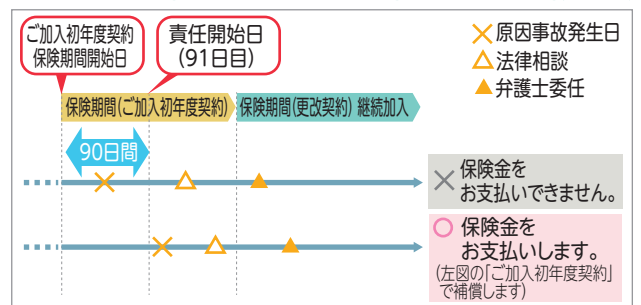 ご加入初年度契約
保険期間開始日
責任開始日
(91日目)
原因事故発生日
法律相談
弁護士委任
保険期間(ご加入初年度契約)
保険期間(更改契約) 継続加入
90日間
保険金を
お支払いできません。
保険金を
お支払いします。
(左図の「ご加入初年度契約」
で補償します)